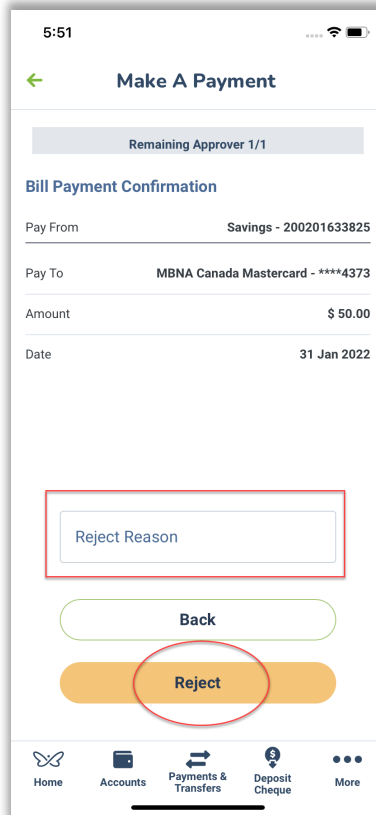 5:51
Make A Payment
Remaining Approver 1/1
Bill Payment Confirmation
Pay From Savings - 200201633825
Pay To MBNA Canada Mastercard - ****4373
Amount $ 50.00
Date 31 Jan 2022
Reject Reason
Back
Reject
Home Accounts Payments & Transfers Deposit Cheque More